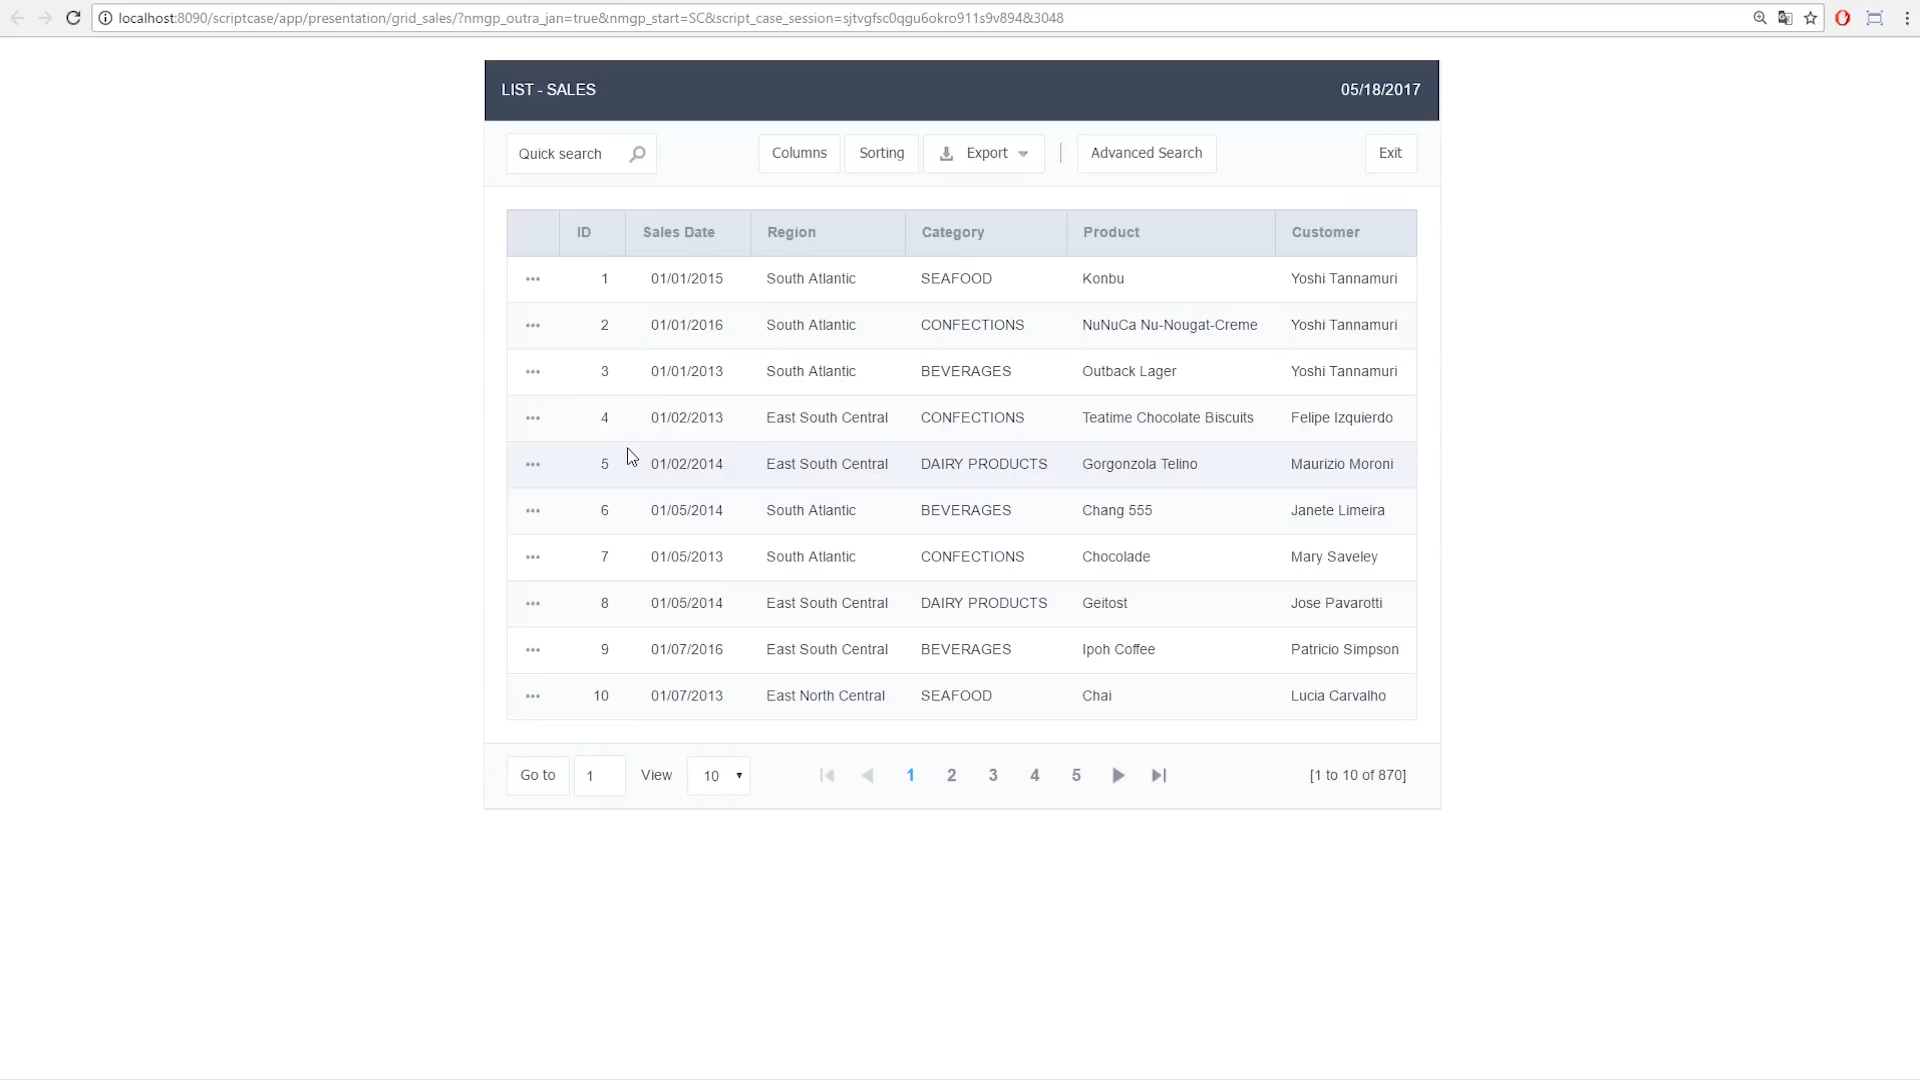 localhost:8090/scriptcase/app/presentation/grid_sales/?nmgp_outra_jan=true&nmgp_start=SC&script_case_session=sjtvgfsc0qgu6okro911s9v894&3048
LIST - SALES 05/18/2017
Quick search Columns Sorting Export Advanced Search Exit
ID Sales Date Region Category Product Customer
1 01/01/2015 South Atlantic SEAFOOD Konbu Yoshi Tannamuri
2 01/01/2016 South Atlantic CONFECTIONS NuNuCa Nu-Nougat-Creme Yoshi Tannamuri
3 01/01/2013 South Atlantic BEVERAGES Outback Lager Yoshi Tannamuri
4 01/02/2013 East South Central CONFECTIONS Teatime Chocolate Biscuits Felipe Izquierdo
5 01/02/2014 East South Central DAIRY PRODUCTS Gorgonzola Telino Maurizio Moroni
6 01/05/2014 South Atlantic BEVERAGES Chang 555 Janete Limeira
7 01/05/2013 South Atlantic CONFECTIONS Chocolade Mary Saveley
8 01/05/2014 East South Central DAIRY PRODUCTS Geitost Jose Pavarotti
9 01/07/2016 East South Central BEVERAGES Ipoh Coffee Patricio Simpson
10 01/07/2013 East North Central SEAFOOD Chai Lucia Carvalho
Go to 1 View 10 1 2 3 4 5 [1 to 10 of 870]